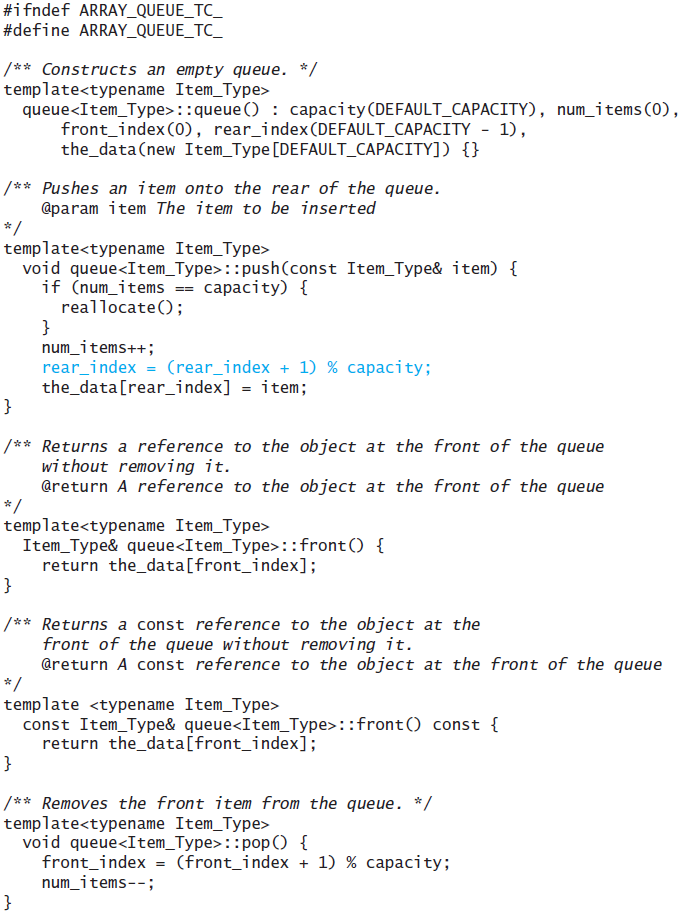 #ifndef ARRAY_QUEUE_TC_
#define ARRAY_QUEUE_TC_

/** Constructs an empty queue. */
template<typename Item_Type>
  queue<Item_Type>::queue() : capacity(DEFAULT_CAPACITY), num_items(0),
      front_index(0), rear_index(DEFAULT_CAPACITY - 1),
      the_data(new Item_Type[DEFAULT_CAPACITY]) {}

/** Pushes an item onto the rear of the queue.
    @param item The item to be inserted
*/
template<typename Item_Type>
  void queue<Item_Type>::push(const Item_Type& item) {
    if (num_items == capacity) {
      reallocate();
    }
    num_items++;
    rear_index = (rear_index + 1) % capacity;
    the_data[rear_index] = item;
}

/** Returns a reference to the object at the front of the queue
    without removing it.
    @return A reference to the object at the front of the queue
*/
template<typename Item_Type>
  Item_Type& queue<Item_Type>::front() {
    return the_data[front_index];
}

/** Returns a const reference to the object at the
    front of the queue without removing it.
    @return A const reference to the object at the front of the queue
*/
template <typename Item_Type>
  const Item_Type& queue<Item_Type>::front() const {
    return the_data[front_index];
}

/** Removes the front item from the queue. */
template<typename Item_Type>
  void queue<Item_Type>::pop() {
    front_index = (front_index + 1) % capacity;
    num_items--;
}